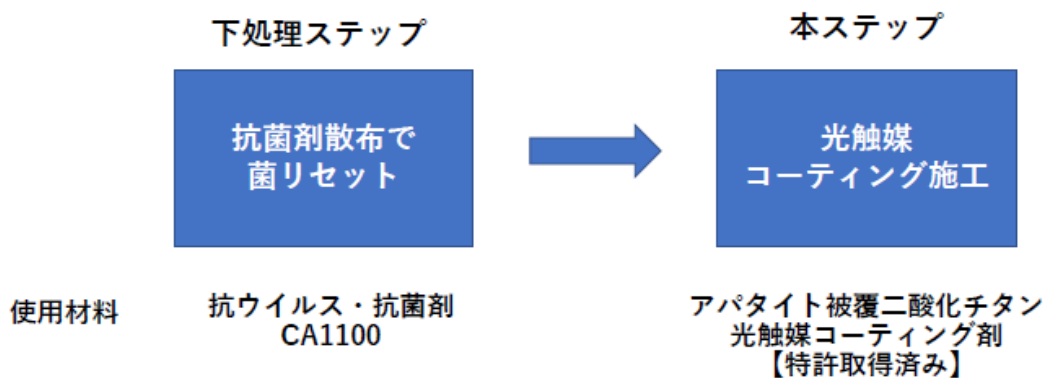 下処理ステップ
本ステップ
抗菌剤散布で
菌リセット
光触媒
コーティング施工
使用材料
抗ウイルス・抗菌剤
CA1100
アパタイト被覆二酸化チタン
光触媒コーティング剤
【特許取得済み】